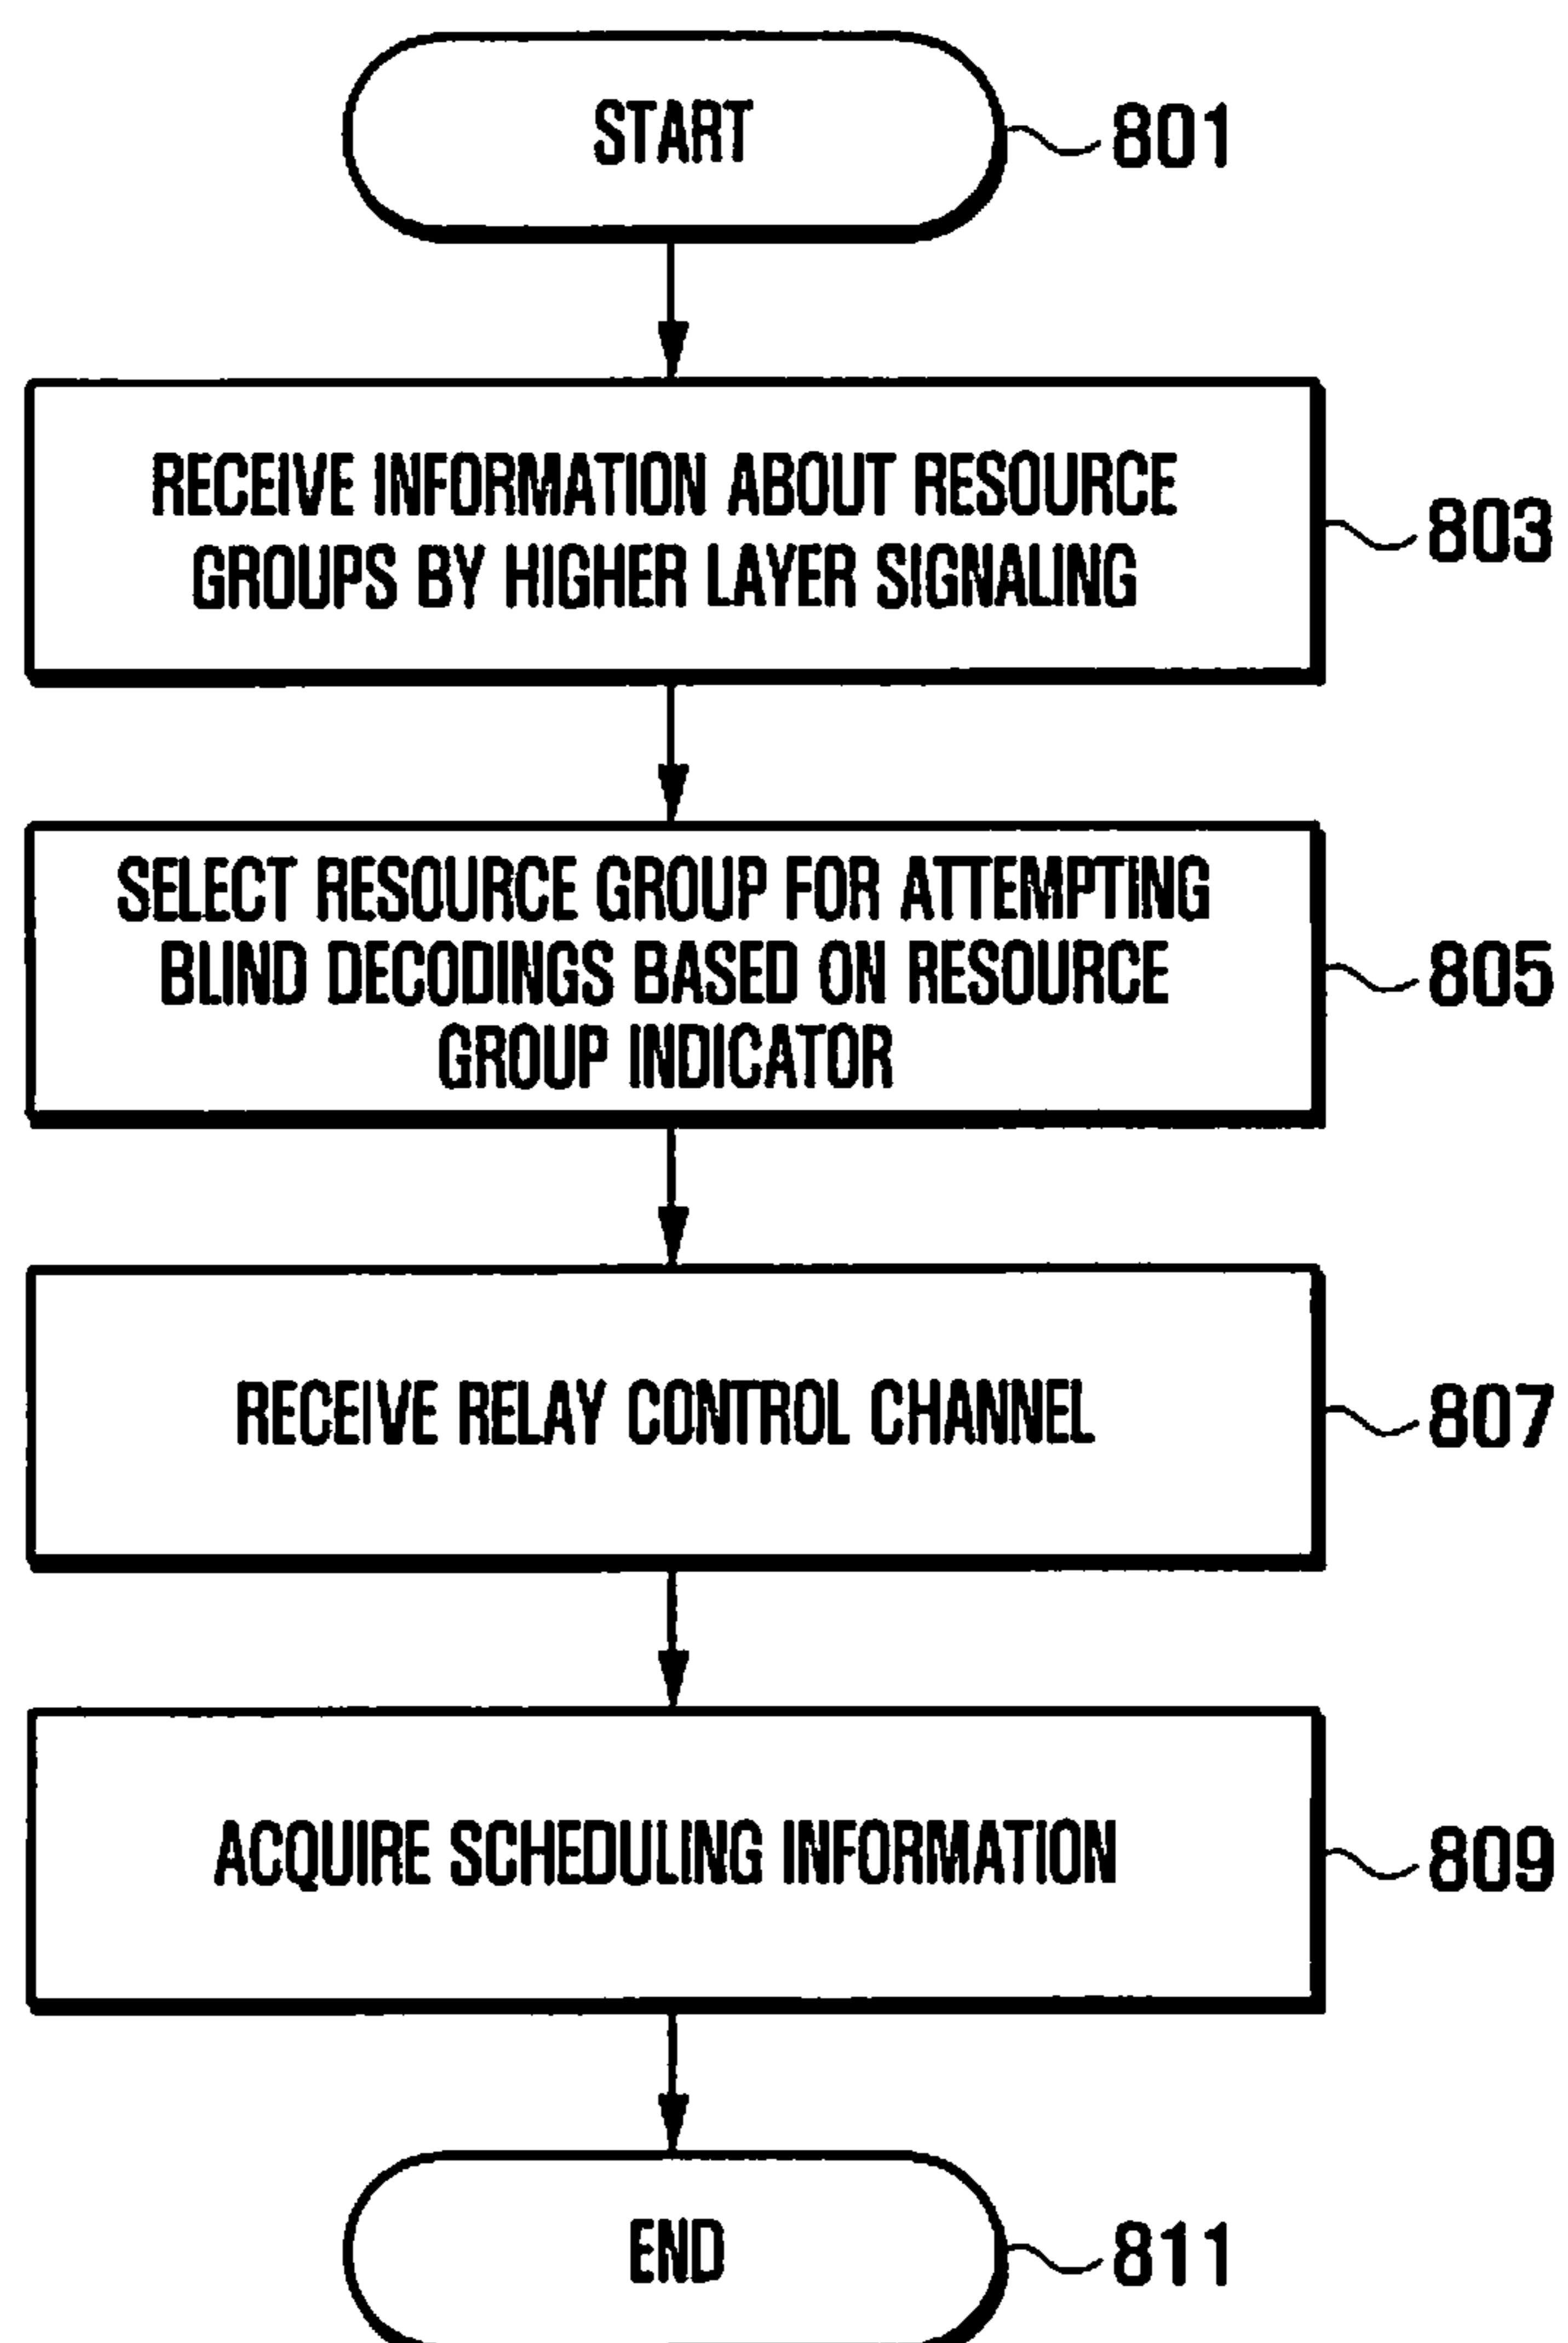 START
801
RECEIVE INFORMATION ABOUT RESOURCE
GROUPS BY HIGHER LAYER SIGNALING
803
SELECT RESOURCE GROUP FOR ATTEMPTING
BLIND DECODINGS BASED ON RESOURCE
GROUP INDICATOR
805
RECEIVE RELAY CONTROL CHANNEL
807
ACQUIRE SCHEDULING INFORMATION
809
END
811